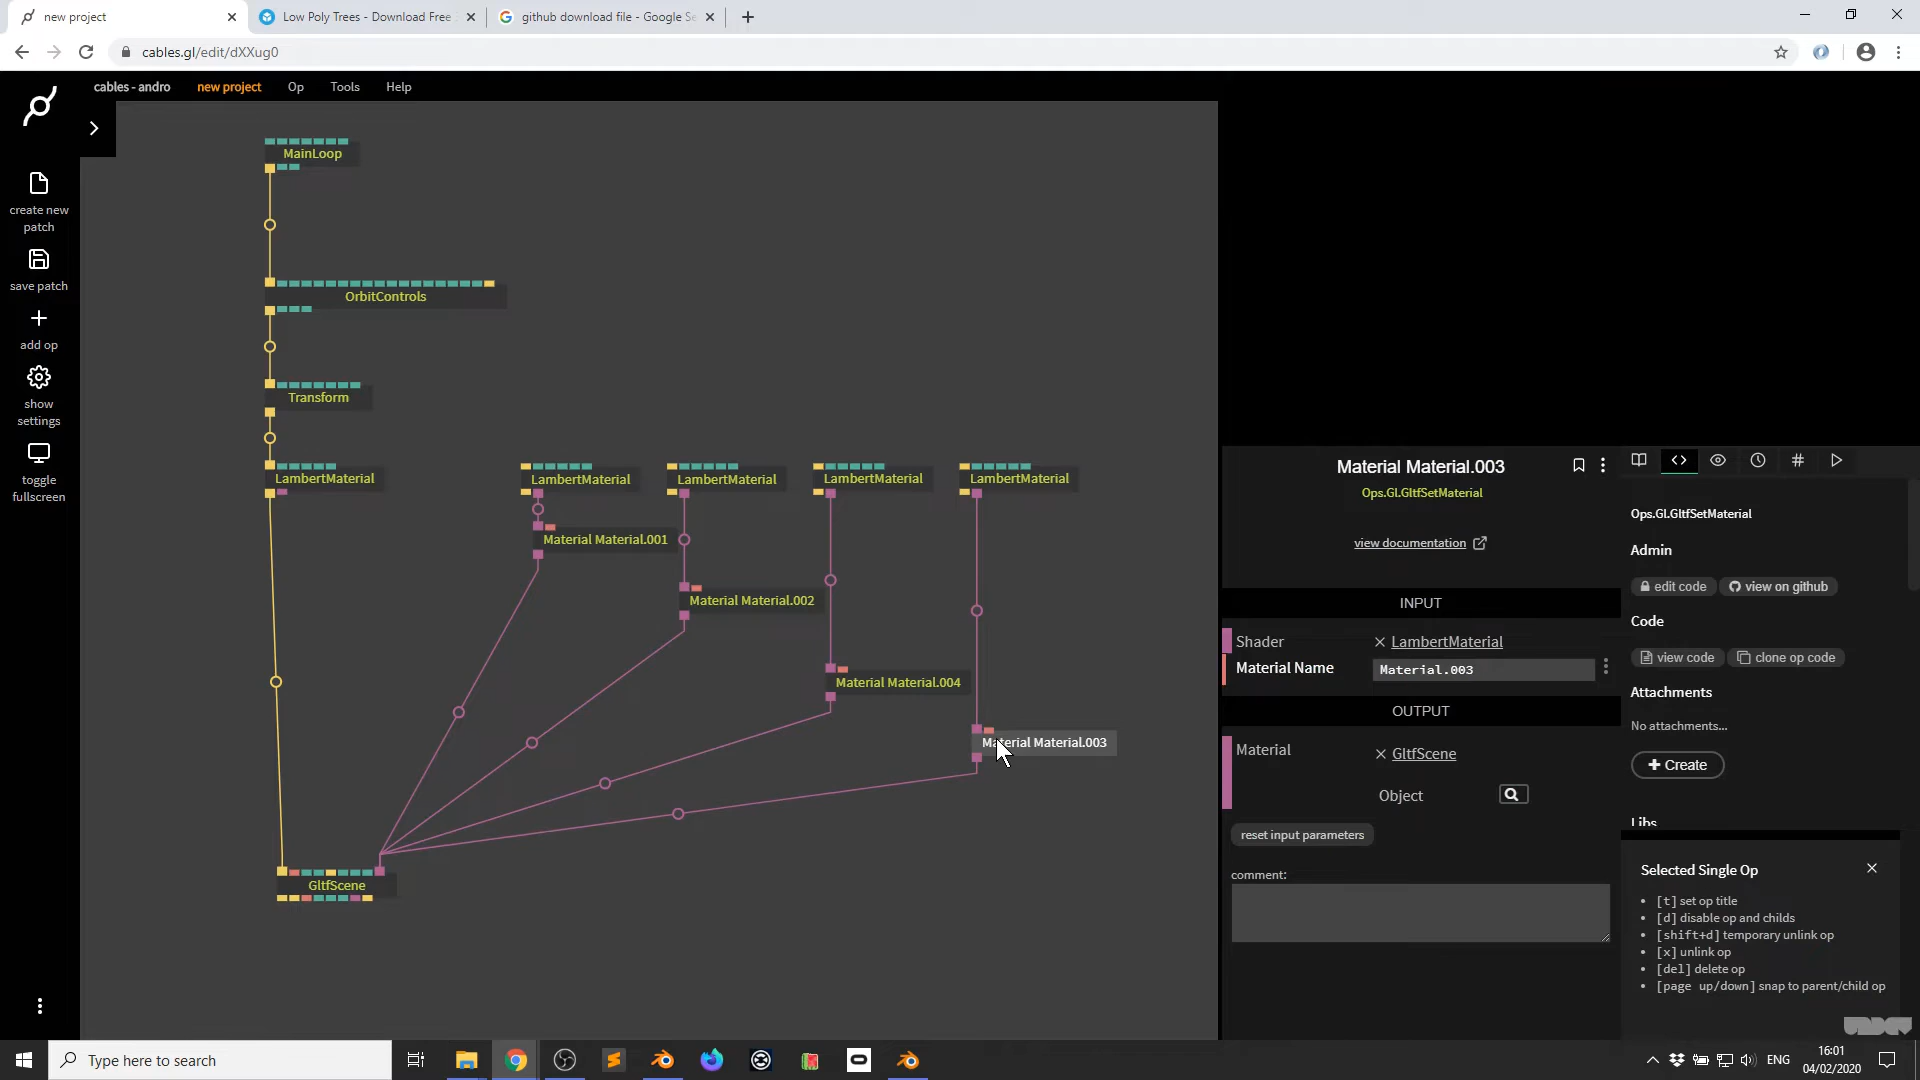 new project
Low Poly Trees - Download Free
github download file - Google Se
cables.gl/edit/dXXug0
cables - andro
new project
Op
Tools
Help
create new
patch
save patch
add op
show
settings
toggle
fullscreen
MainLoop
OrbitControls
Transform
LambertMaterial
LambertMaterial
LambertMaterial
LambertMaterial
LambertMaterial
Material Material.001
Material Material.002
Material Material.004
Material Material.003
GltfScene
Material Material.003
Ops.Gl.GltfSetMaterial
view documentation
INPUT
Shader
LambertMaterial
Material Name
Material.003
OUTPUT
Material
GltfScene
Object
reset input parameters
comment:
Ops.Gl.GltfSetMaterial
Admin
edit code
view on github
Code
view code
clone op code
Attachments
No attachments...
Create
Libs
Selected Single Op
[t] set op title
[d] disable op and childs
[shift+d] temporary unlink op
[x] unlink op
[del] delete op
[page up/down] snap to parent/child op
UNDEV
Type here to search
ENG
16:01
04/02/2020